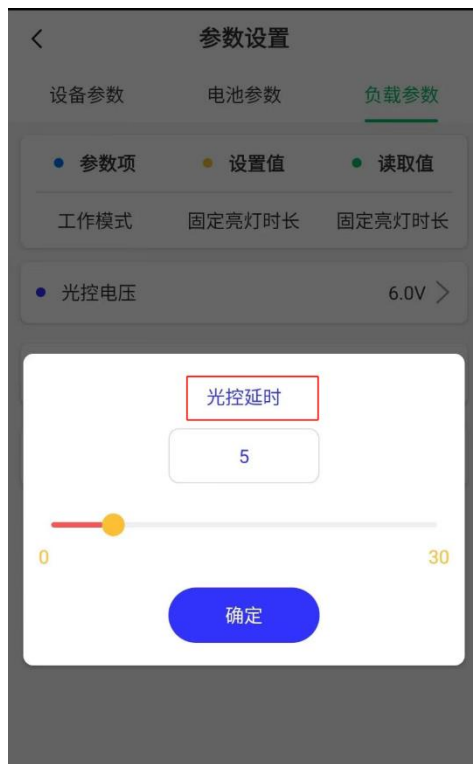 参数设置
设备参数 电池参数 负载参数
参数项 设置值 读取值
工作模式 固定亮灯时长 固定亮灯时长
光控电压 6.0V
光控延时
5
0 30
确定